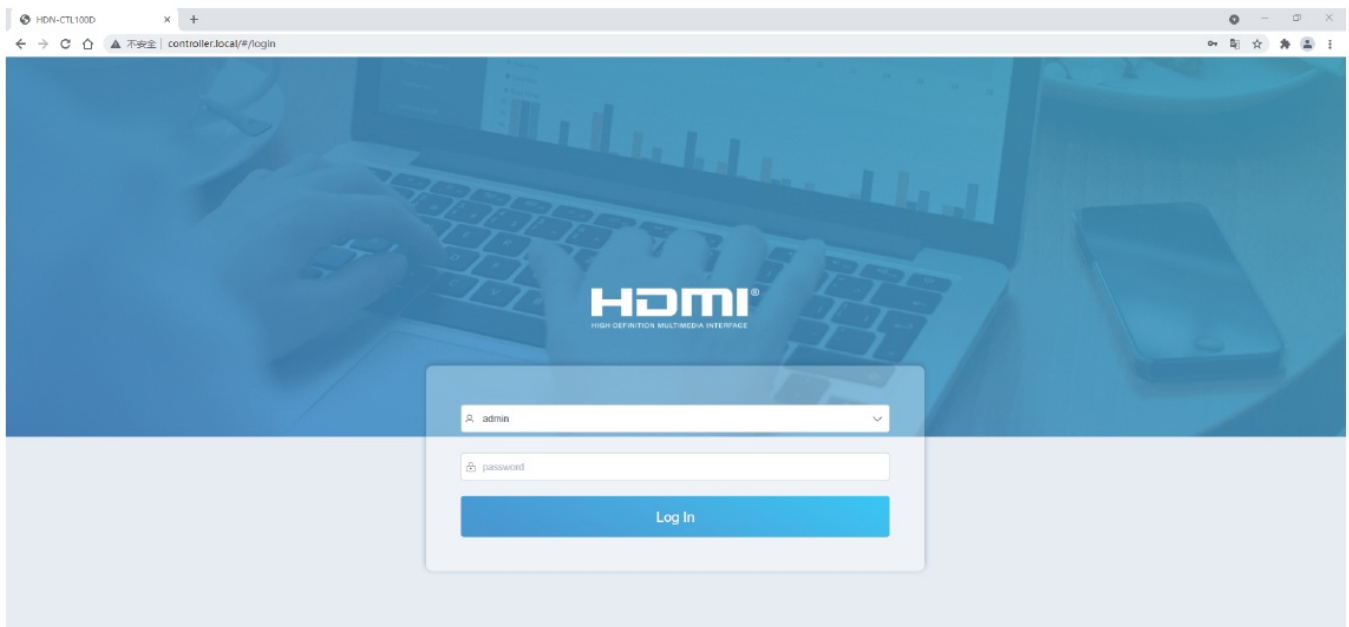 HDN-CTL100D
不安全 controller.local/#/login
HDMI®
HIGH-DEFINITION MULTIMEDIA INTERFACE
admin
password
Log In